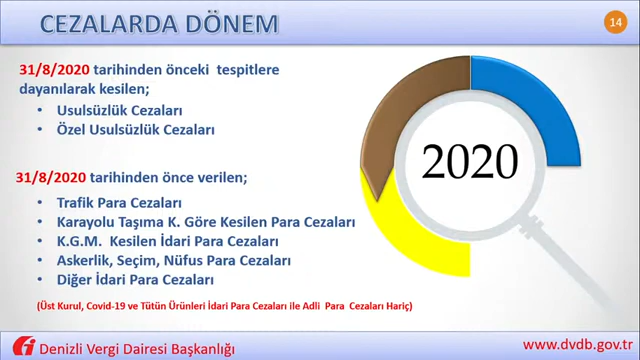 CEZALARDA DÖNEM
14
31/8/2020 tarihinden önceki tespitlere
dayanılarak kesilen;
• Usulsüzlük Cezaları
• Özel Usulsüzlük Cezaları
31/8/2020 tarihinden önce verilen;
• Trafik Para Cezaları
• Karayolu Taşıma K. Göre Kesilen Para Cezaları
• K.G.M. Kesilen İdari Para Cezaları
• Askerlik, Seçim, Nüfus Para Cezaları
• Diğer İdari Para Cezaları
(Üst Kurul, Covid-19 ve Tütün Ürünleri İdari Para Cezaları ile Adli Para Cezaları Hariç)
2020
Denizli Vergi Dairesi Başkanlığı
www.dvdb.gov.tr